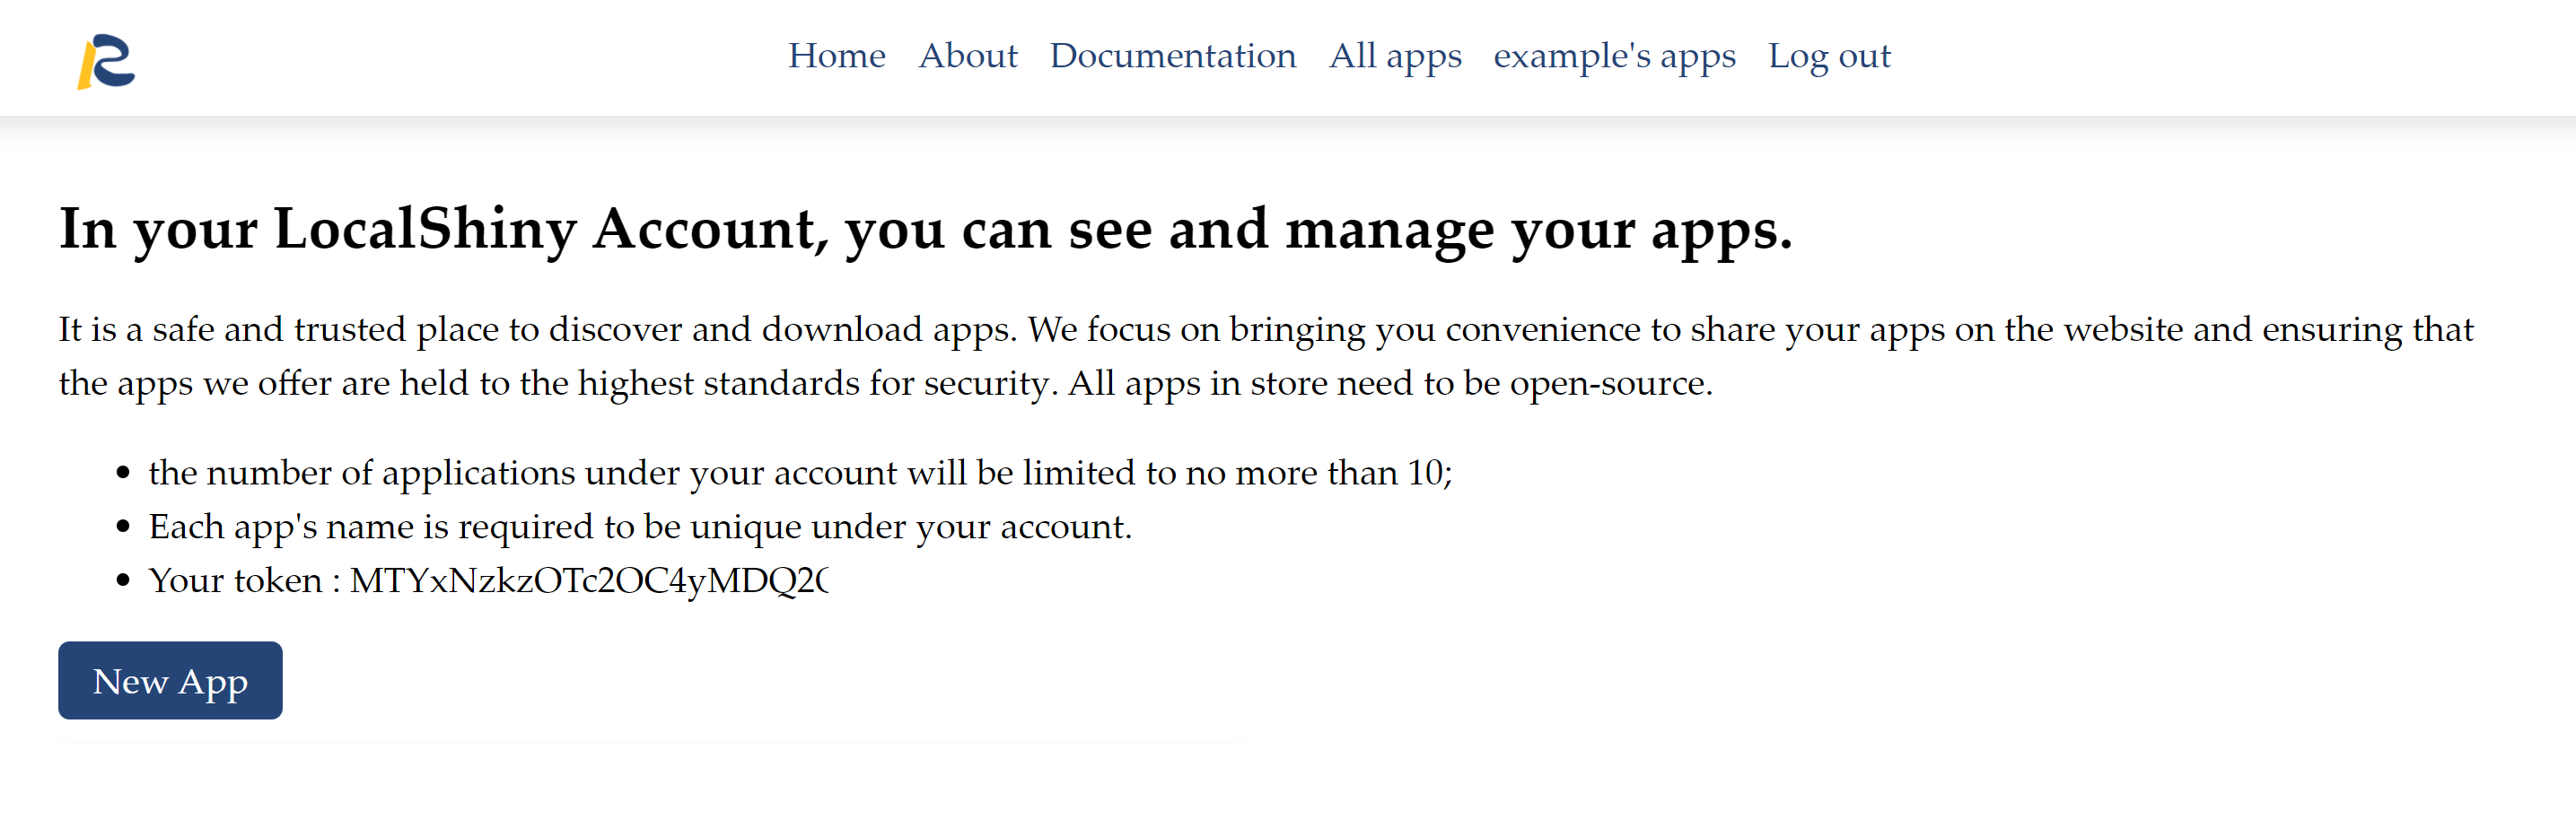 Home About Documentation All apps example's apps Log out
In your LocalShiny Account, you can see and manage your apps.
It is a safe and trusted place to discover and download apps. We focus on bringing you convenience to share your apps on the website and ensuring that
the apps we offer are held to the highest standards for security. All apps in store need to be open-source.
• the number of applications under your account will be limited to no more than 10;
• Each app's name is required to be unique under your account.
• Your token : MTYxNzkzOTc2OC4yMDQ2
New App